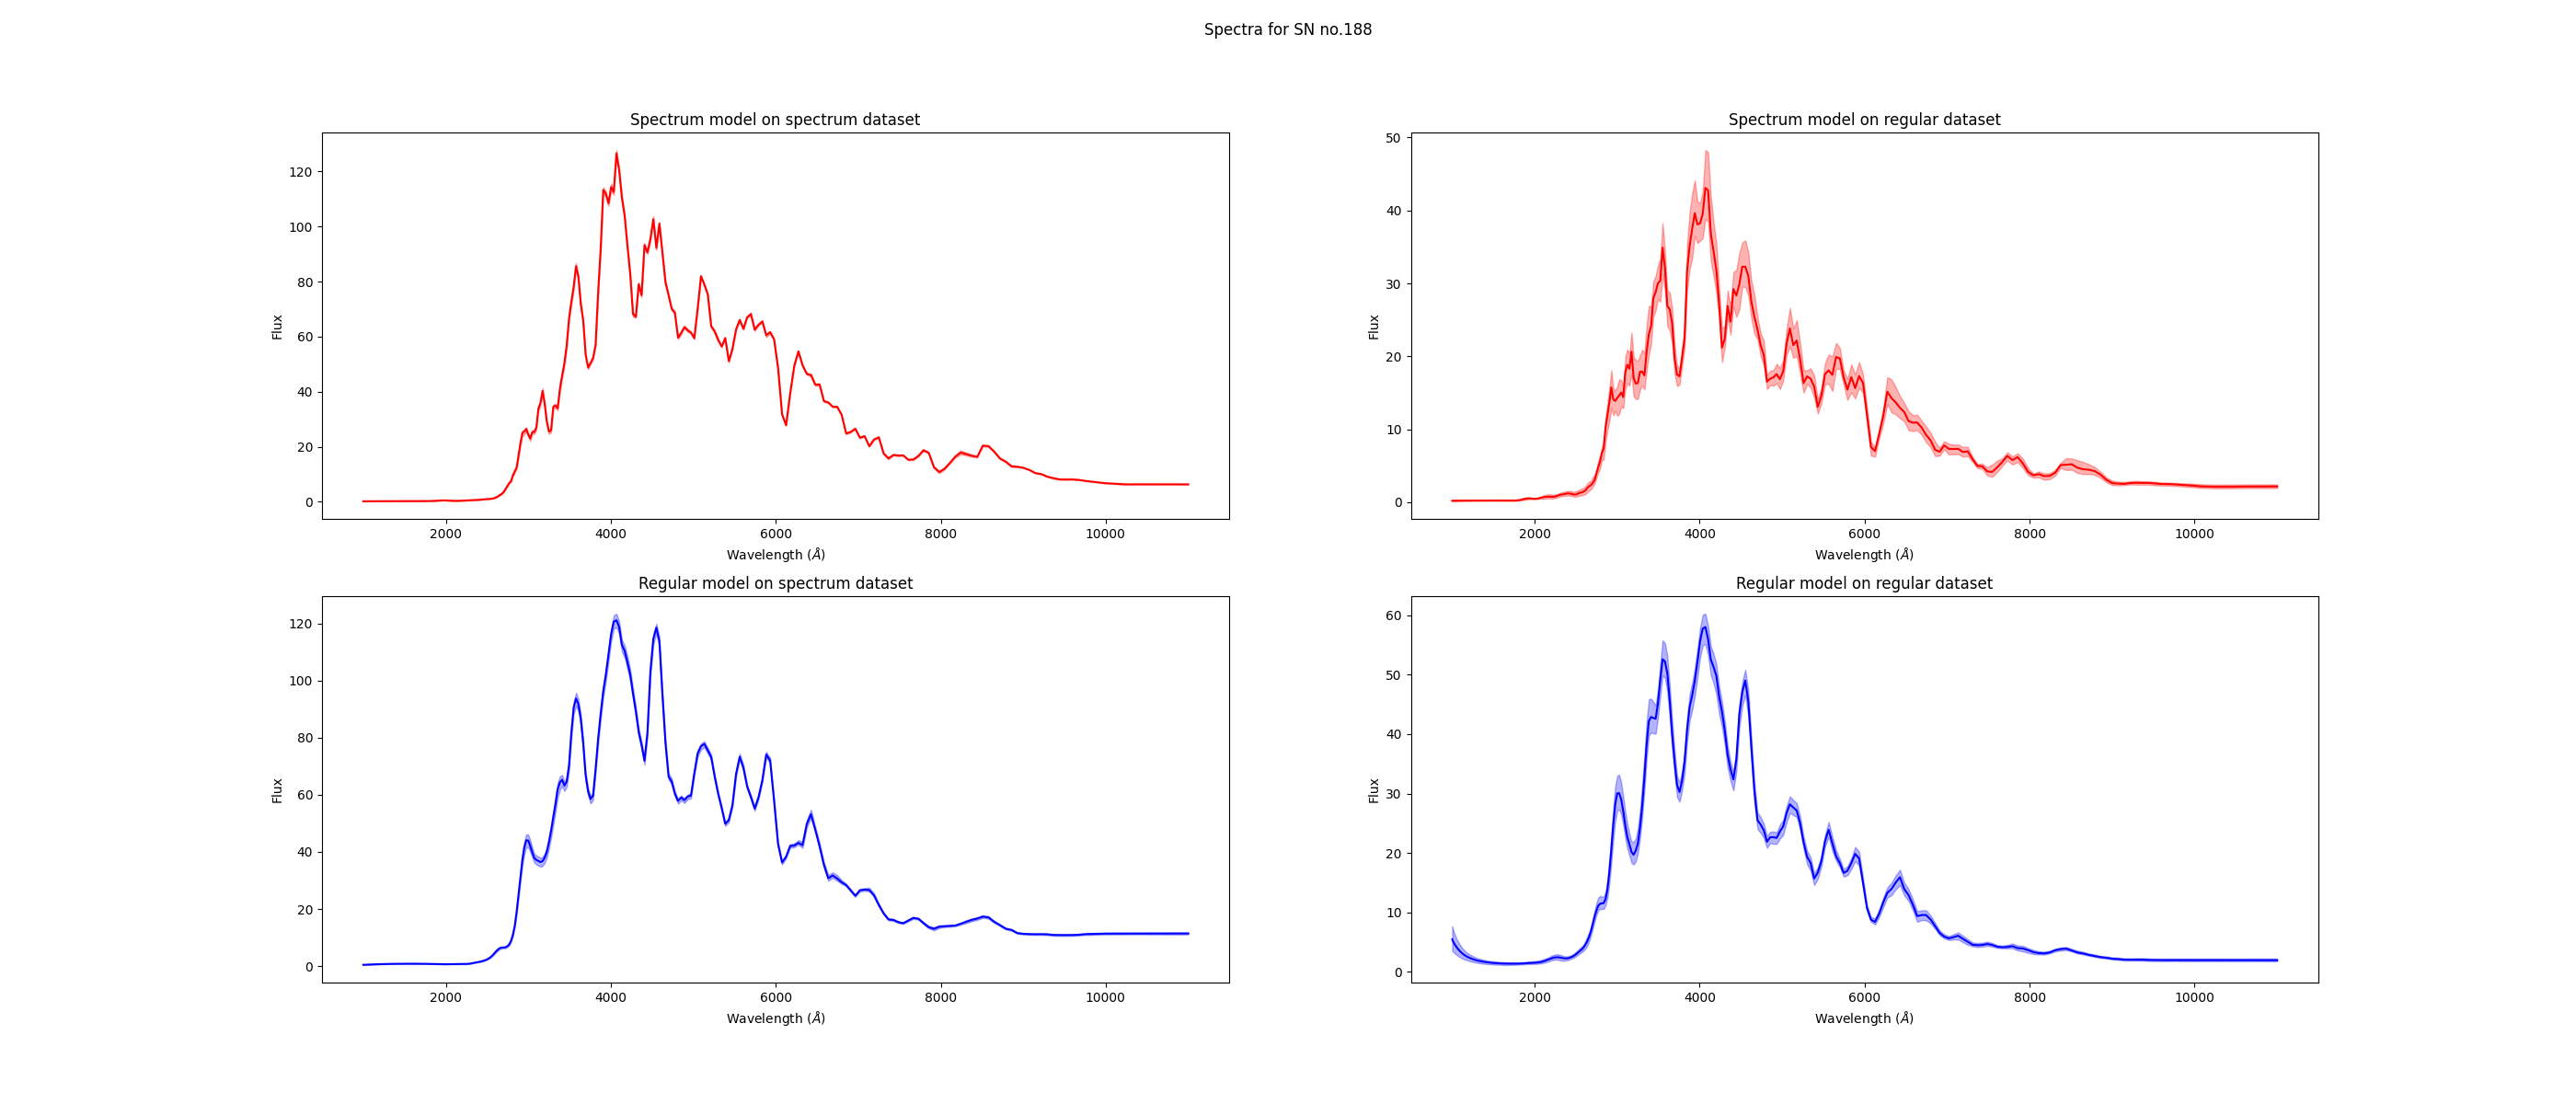 Spectra for SN no.188
Spectrum model on spectrum dataset
120
100
80
60
40
20
0
Flux
2000 4000 6000 8000 10000
Wavelength (Å)
Spectrum model on regular dataset
50
40
30
20
10
0
Flux
2000 4000 6000 8000 10000
Wavelength (Å)
Regular model on spectrum dataset
120
100
80
60
40
20
0
Flux
2000 4000 6000 8000 10000
Wavelength (Å)
Regular model on regular dataset
60
50
40
30
20
10
0
Flux
2000 4000 6000 8000 10000
Wavelength (Å)